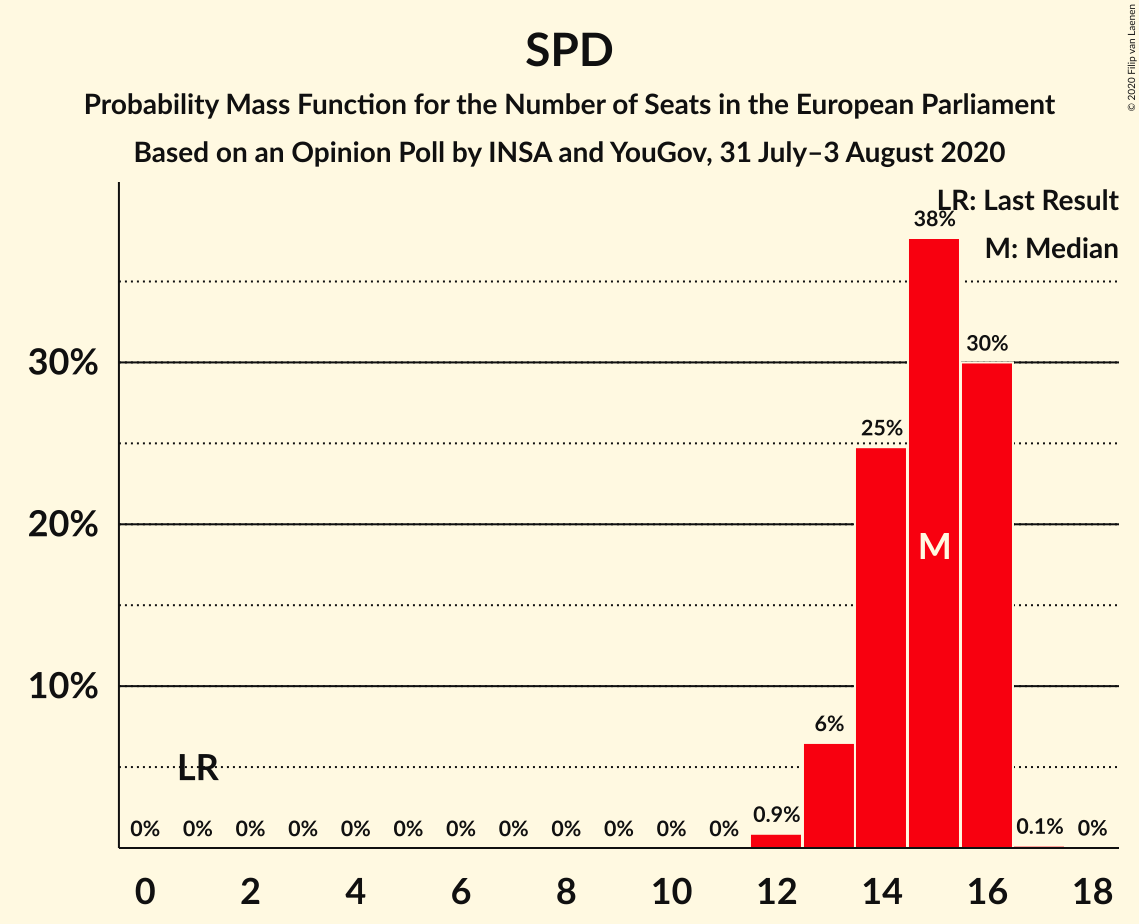 SPD
Probability Mass Function for the Number of Seats in the European Parliament
Based on an Opinion Poll by INSA and YouGov, 31 July–3 August 2020
© 2020 Filip van Laenen
LR: Last Result
M: Median
38%
30%
30%
25%
20%
M
10%
6%
LR
0% 0% 0% 0% 0% 0% 0% 0% 0% 0% 0% 0% 0.9% 0.1% 0%
0 2 4 6 8 10 12 14 16 18